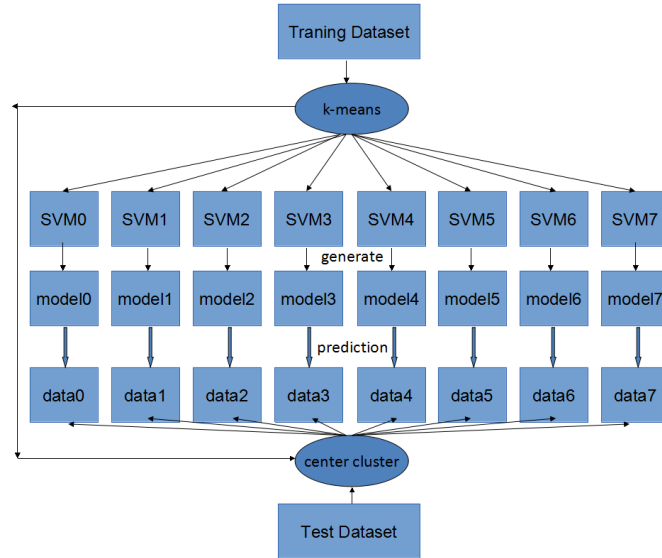 Traning Dataset
k-means
SVM0 SVM1 SVM2 SVM3 SVM4 SVM5 SVM6 SVM7
generate
model0 model1 model2 model3 model4 model5 model6 model7
prediction
data0 data1 data2 data3 data4 data5 data6 data7
center cluster
Test Dataset